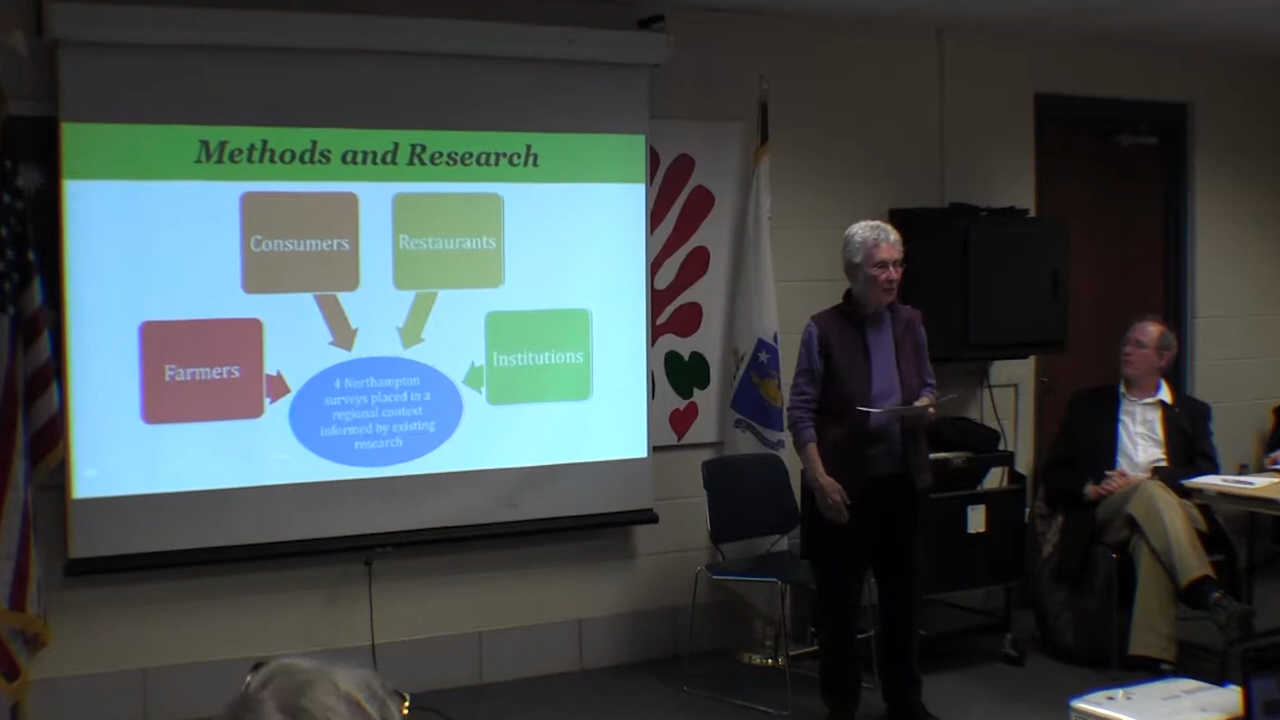 Methods and Research
Consumers
Restaurants
Farmers
Institutions
4 Northampton
surveys placed in a
regional context
informed by existing
research